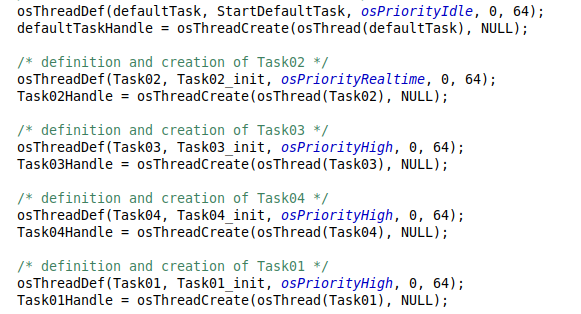 osThreadDef(defaultTask, StartDefaultTask, osPriorityIdle, 0, 64);
defaultTaskHandle = osThreadCreate(osThread(defaultTask), NULL);
/* definition and creation of Task02 */
osThreadDef(Task02, Task02_init, osPriorityRealtime, 0, 64);
Task02Handle = osThreadCreate(osThread(Task02), NULL);
/* definition and creation of Task03 */
osThreadDef(Task03, Task03_init, osPriorityHigh, 0, 64);
Task03Handle = osThreadCreate(osThread(Task03), NULL);
/* definition and creation of Task04 */
osThreadDef(Task04, Task04_init, osPriorityHigh, 0, 64);
Task04Handle = osThreadCreate(osThread(Task04), NULL);
/* definition and creation of Task01 */
osThreadDef(Task01, Task01_init, osPriorityHigh, 0, 64);
Task01Handle = osThreadCreate(osThread(Task01), NULL);